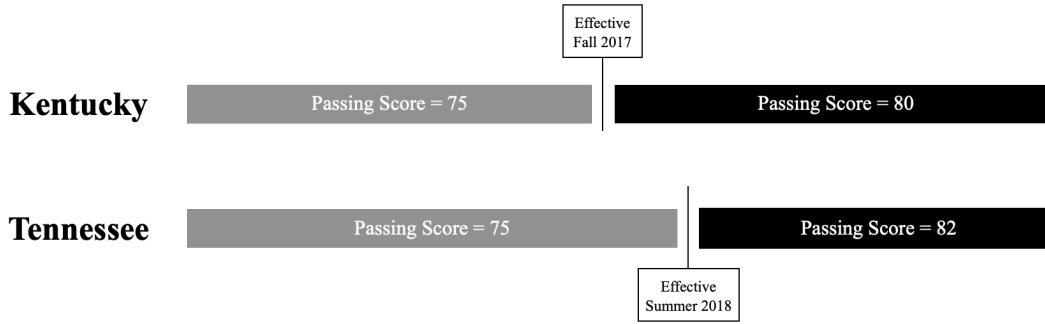 Effective
Fall 2017
Kentucky
Passing Score = 75
Passing Score = 80
Tennessee
Passing Score = 75
Passing Score = 82
Effective
Summer 2018